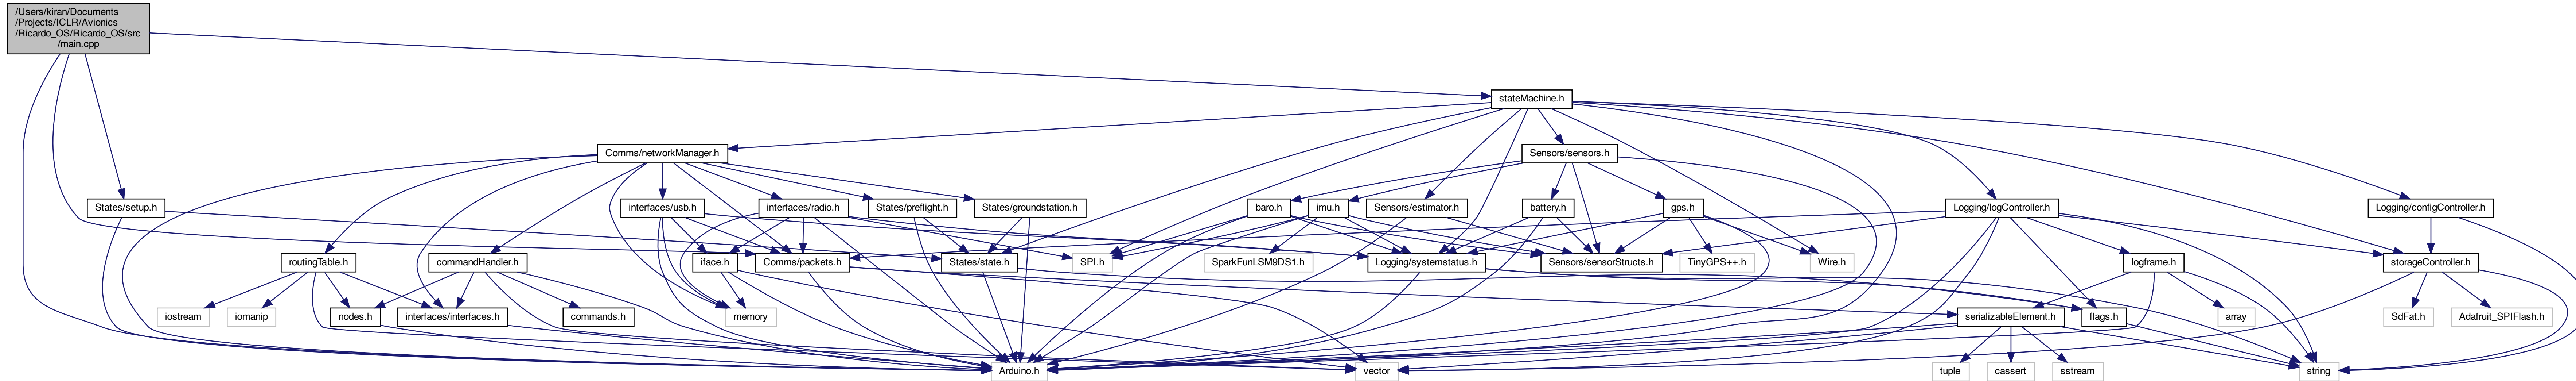 /Users/kiran/Documents
/Projects/ICLR/Avionics
/Ricardo_OS/Ricardo_OS/src
/main.cpp
stateMachine.h
Comms/networkManager.h
Sensors/sensors.h
States/setup.h
interfaces/usb.h
interfaces/radio.h
States/preflight.h
States/groundstation.h
baro.h
imu.h
Sensors/estimator.h
battery.h
gps.h
Logging/logController.h
Logging/configController.h
routingTable.h
commandHandler.h
iface.h
Comms/packets.h
States/state.h
SPI.h
SparkFunLSM9DS1.h
Logging/systemstatus.h
Sensors/sensorStructs.h
TinyGPS++.h
Wire.h
logframe.h
storageController.h
iostream
iomanip
nodes.h
interfaces/interfaces.h
commands.h
memory
serializableElement.h
flags.h
array
SdFat.h
Adafruit_SPIFlash.h
Arduino.h
vector
tuple
cassert
sstream
string